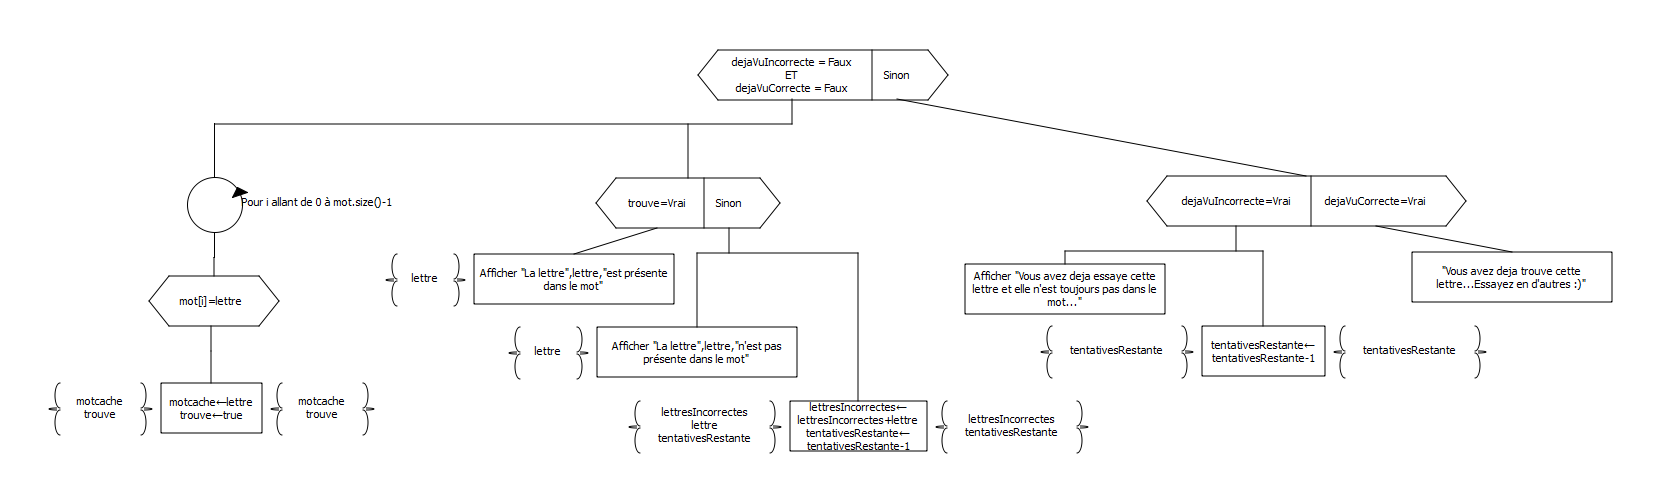 dejaVuIncorrecte = Faux
ET
dejaVuCorrecte = Faux
Sinon
Pour i allant de 0 à mot.size()-1
trouve=Vrai
Sinon
dejaVuIncorrecte=Vrai
dejaVuCorrecte=Vrai
lettre
Afficher "La lettre",lettre,"est présente
dans le mot"
Afficher "Vous avez deja essaye cette
lettre et elle n'est toujours pas dans le
mot..."
"Vous avez deja trouve cette
lettre...Essayez en d'autres :)"
mot[i]=lettre
lettre
Afficher "La lettre",lettre,"n'est pas
présente dans le mot"
tentativesRestante
tentativesRestante←
tentativesRestante-1
tentativesRestante
motcache
trouve
motcache←lettre
trouve←true
motcache
trouve
lettresIncorrectes
lettre
tentativesRestante
lettresIncorrectes←
lettresIncorrectes+lettre
tentativesRestante←
tentativesRestante-1
lettresIncorrectes
tentativesRestante